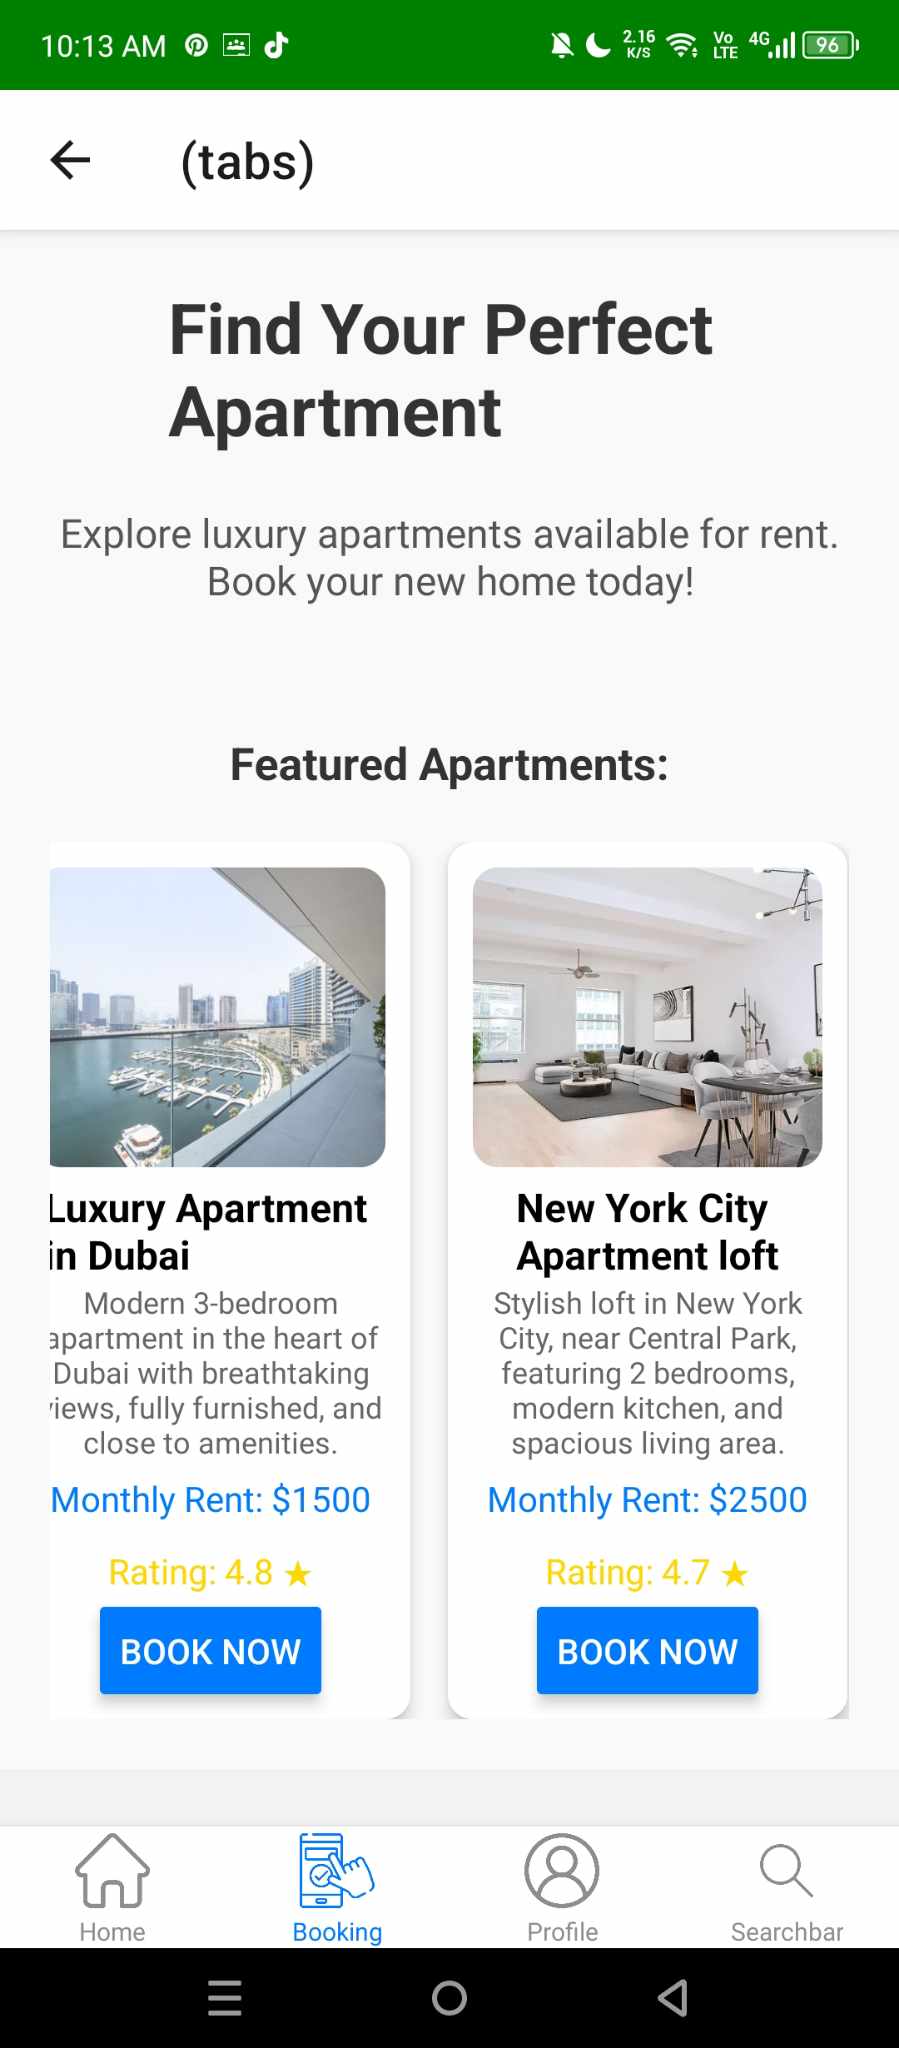 10:13 AM
2.16
K/S
Vo
LTE
4G
96
(tabs)
Find Your Perfect
Apartment
Explore luxury apartments available for rent.
Book your new home today!
Featured Apartments:
Luxury Apartment
in Dubai
Modern 3-bedroom
apartment in the heart of
Dubai with breathtaking
views, fully furnished, and
close to amenities.
Monthly Rent: $1500
Rating: 4.8 ★
BOOK NOW
New York City
Apartment loft
Stylish loft in New York
City, near Central Park,
featuring 2 bedrooms,
modern kitchen, and
spacious living area.
Monthly Rent: $2500
Rating: 4.7 ★
BOOK NOW
Home
Booking
Profile
Searchbar